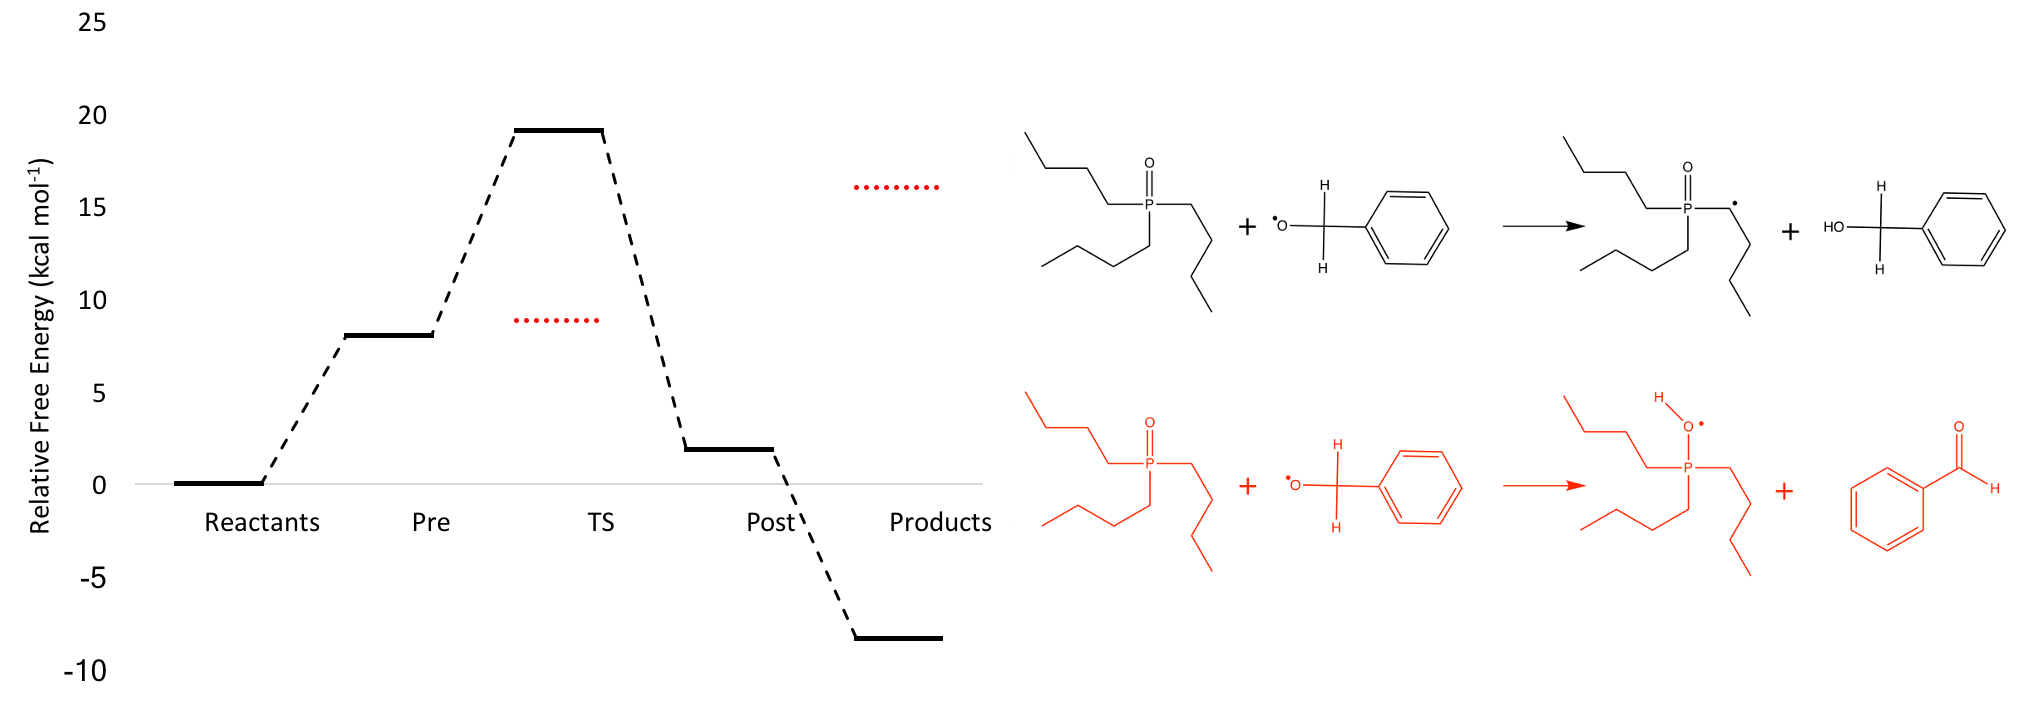 25
20
15
10
5
0
-5
-10
Relative Free Energy (kcal mol-1)
Reactants Pre TS Post Products
O
P
+
•O
H
H
O
P
•
+
HO
H
H
O
P
+
•O
H
H
H
O•
P
+
O
H